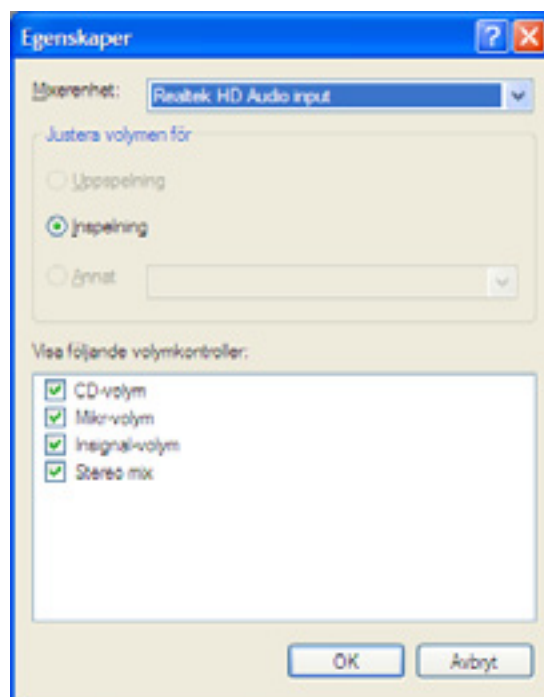 Egenskaper
Mixerenhet: Realtek HD Audio input
Justera volymen för
Uppspelning
Inspelning
Annat
Visa följande volymkontroller:
CD-volym
Mikr-volym
Insignal-volym
Stereo mix
OK Avbryt